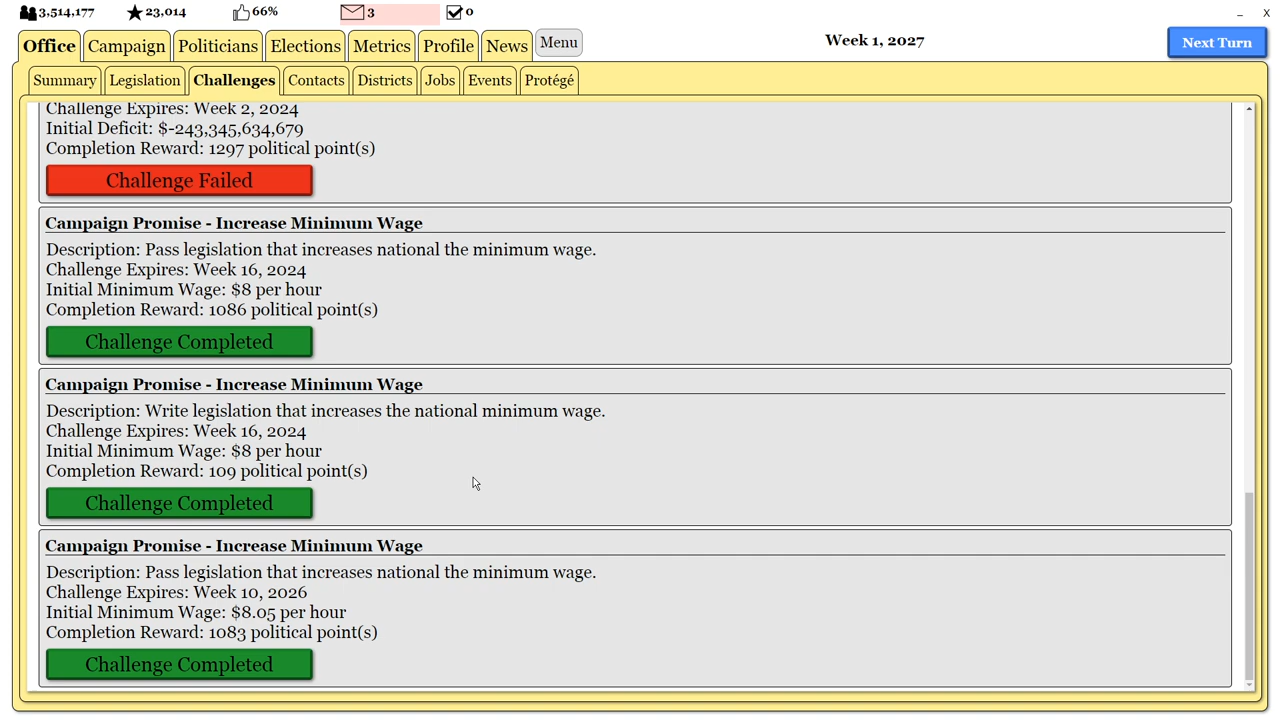 3,514,177 23,014 66% 3 0
_ X
Office Campaign Politicians Elections Metrics Profile News Menu
Week 1, 2027
Next Turn
Summary Legislation Challenges Contacts Districts Jobs Events Protégé
Challenge Expires: Week 2, 2024
Initial Deficit: $-243,345,634,679
Completion Reward: 1297 political point(s)
Challenge Failed
Campaign Promise - Increase Minimum Wage
Description: Pass legislation that increases national the minimum wage.
Challenge Expires: Week 16, 2024
Initial Minimum Wage: $8 per hour
Completion Reward: 1086 political point(s)
Challenge Completed
Campaign Promise - Increase Minimum Wage
Description: Write legislation that increases the national minimum wage.
Challenge Expires: Week 16, 2024
Initial Minimum Wage: $8 per hour
Completion Reward: 109 political point(s)
Challenge Completed
Campaign Promise - Increase Minimum Wage
Description: Pass legislation that increases national the minimum wage.
Challenge Expires: Week 10, 2026
Initial Minimum Wage: $8.05 per hour
Completion Reward: 1083 political point(s)
Challenge Completed